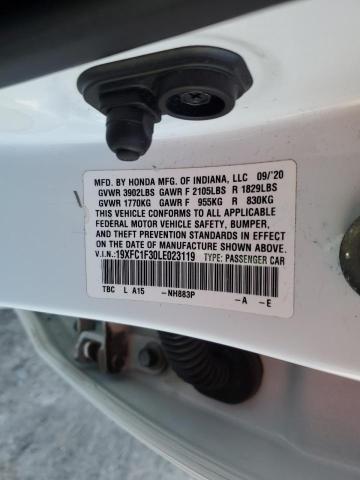 MFD. BY HONDA MFG. OF INDIANA, LLC 09/'20
GVWR 3902LBS GAWR F 2105LBS R 1829LBS
GVWR 1770KG GAWR F 955KG R 830KG
THIS VEHICLE CONFORMS TO ALL APPLICABLE
FEDERAL MOTOR VEHICLE SAFETY, BUMPER,
AND THEFT PREVENTION STANDARDS IN EFFECT ON
THE DATE OF MANUFACTURE SHOWN ABOVE.
V.I.N.: 19XFC1F30LE023119 TYPE: PASSENGER CAR
TBC L A15 -NH883P -A -E